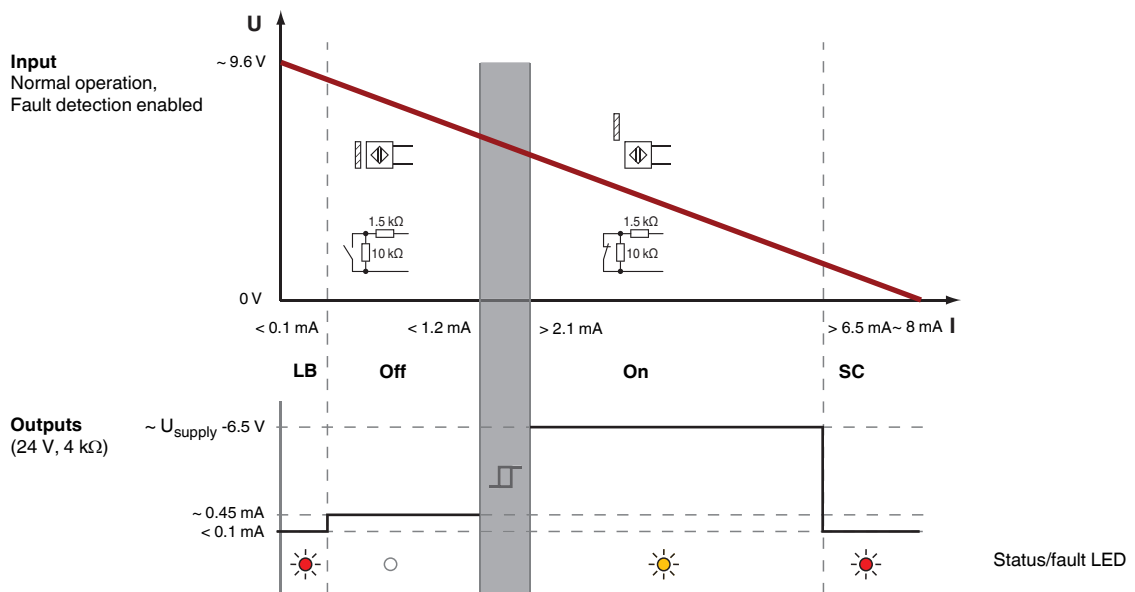 U
Input
Normal operation,
Fault detection enabled
~ 9.6 V
1.5 kΩ
10 kΩ
1.5 kΩ
10 kΩ
0 V
< 0.1 mA
< 1.2 mA
> 2.1 mA
> 6.5 mA
~ 8 mA
I
LB
Off
On
SC
Outputs
(24 V, 4 kΩ)
~ Usupply -6.5 V
~ 0.45 mA
< 0.1 mA
Status/fault LED